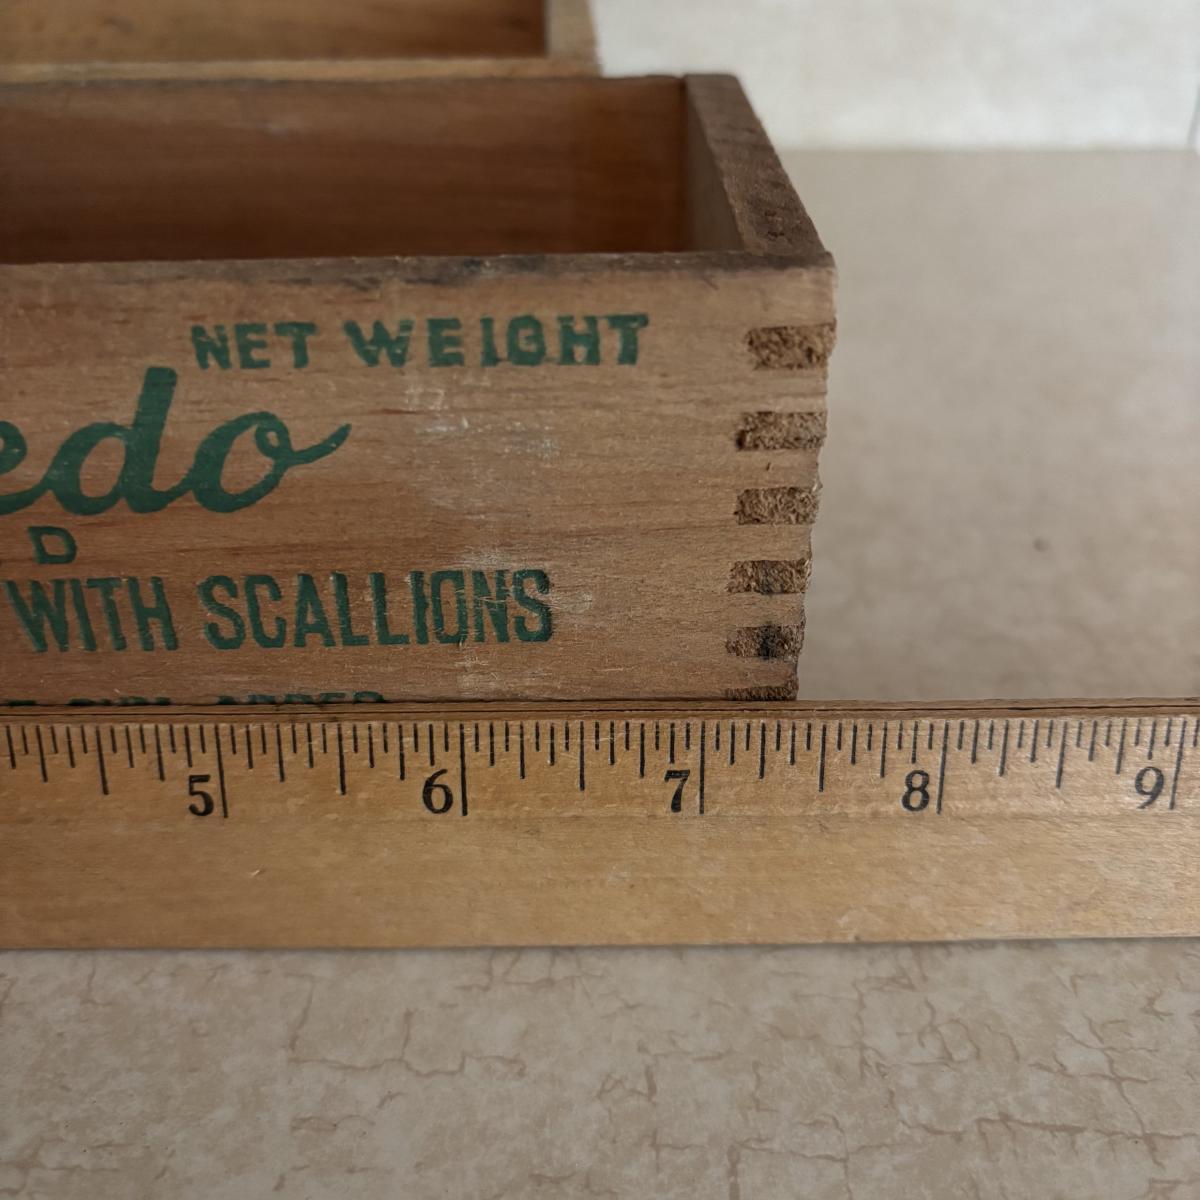 NET WEIGHT
edo
D
WITH SCALLIONS
5 6 7 8 9